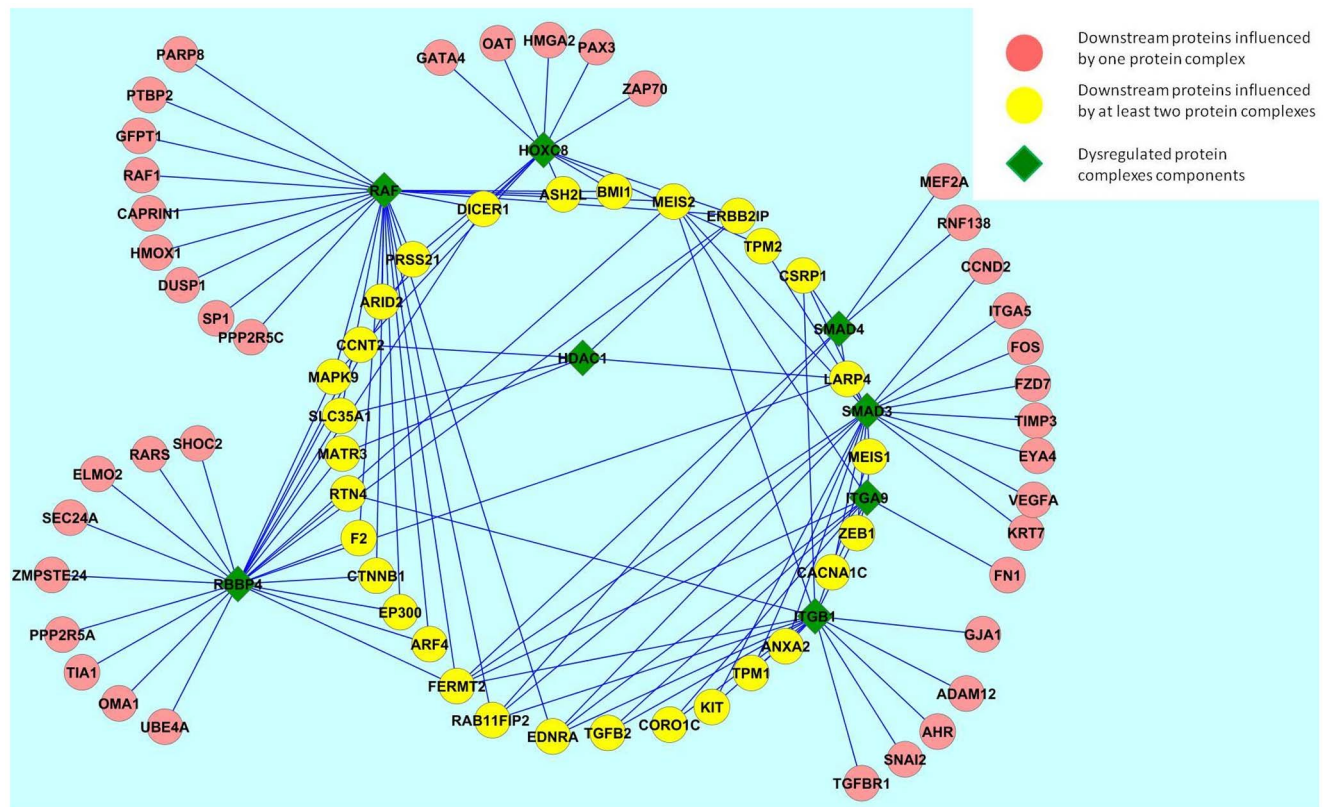 Downstream proteins influenced
by one protein complex
Downstream proteins influenced
by at least two protein complexes
Dysregulated protein
complexes components
PARP8
PTBP2
GFPT1
RAF1
CAPRIN1
HMOX1
DUSP1
SP1
PPP2R5C
GATA4
OAT
HMGA2
PAX3
ZAP70
HOXC8
RAF
DICER1
ASH2L
BMI1
MEIS2
ERBB2IP
TPM2
CSRP1
PRSS21
ARID2
CCNT2
MAPK9
SLC35A1
MATR3
RTN4
F2
CTNNB1
EP300
ARF4
FERMT2
RAB11FIP2
EDNRA
TGFB2
CORO1C
KIT
TPM1
ANXA2
HDAC1
SMAD4
LARP4
SMAD3
MEIS1
ITGA9
ZEB1
CACNA1C
ITGB1
MEF2A
RNF138
CCND2
ITGA5
FOS
FZD7
TIMP3
EYA4
VEGFA
KRT7
FN1
GJA1
ADAM12
AHR
SNAI2
TGFBR1
SHOC2
RARS
ELMO2
SEC24A
ZMPSTE24
RBBP4
PPP2R5A
TIA1
OMA1
UBE4A